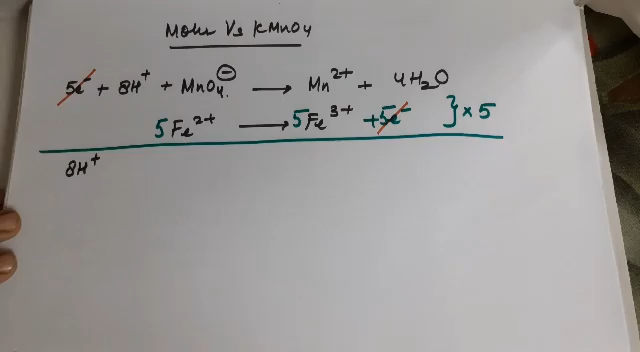 Mohr Vs KMnO4
5e⁻ + 8H⁺ + MnO4⁻ ⟶ Mn²⁺ + 4H2O
5Fe²⁺ ⟶ 5Fe³⁺ + 5e⁻ } × 5
8H⁺